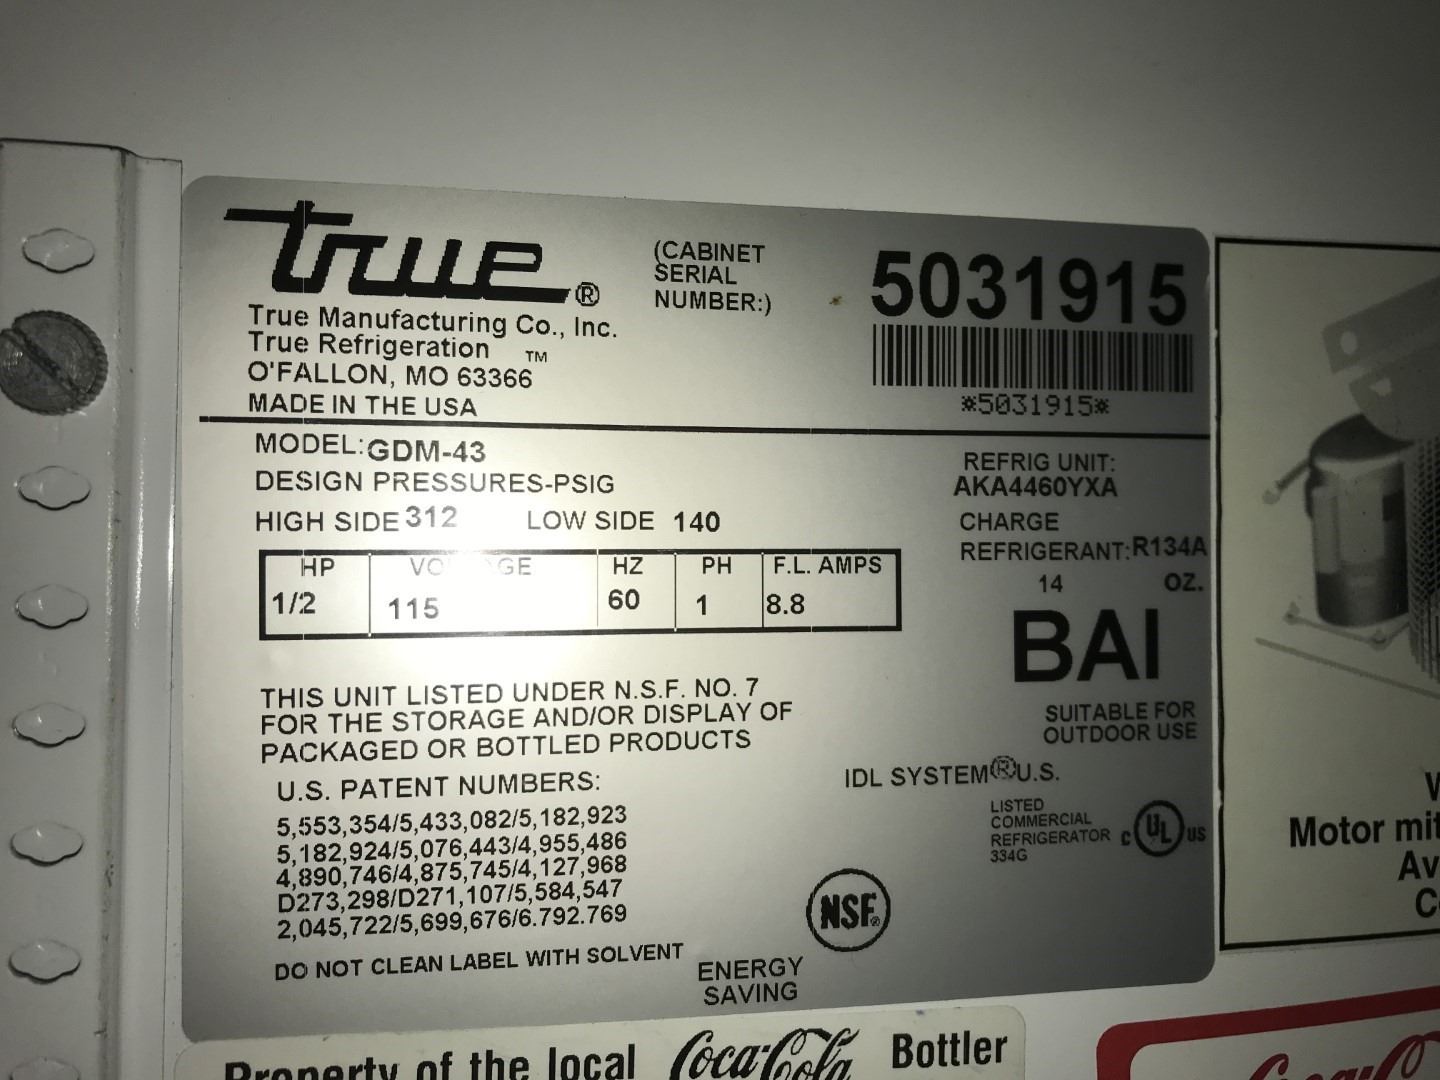 true®
True Manufacturing Co., Inc.
True Refrigeration ™
O'FALLON, MO 63366
MADE IN THE USA
(CABINET
SERIAL
NUMBER:)
5031915
*5031915*
MODEL:GDM-43
DESIGN PRESSURES-PSIG
HIGH SIDE 312 LOW SIDE 140
HP VOLTAGE HZ PH F.L. AMPS
1/2 115 60 1 8.8
REFRIG UNIT:
AKA4460YXA
CHARGE
REFRIGERANT:R134A
14 OZ.
BAI
SUITABLE FOR
OUTDOOR USE
THIS UNIT LISTED UNDER N.S.F. NO. 7
FOR THE STORAGE AND/OR DISPLAY OF
PACKAGED OR BOTTLED PRODUCTS
IDL SYSTEM®U.S.
LISTED
COMMERCIAL
REFRIGERATOR
334G
C UL US
U.S. PATENT NUMBERS:
5,553,354/5,433,082/5,182,923
5,182,924/5,076,443/4,955,486
4,890,746/4,875,745/4,127,968
D273,298/D271,107/5,584,547
2,045,722/5,699,676/6.792.769
NSF®
DO NOT CLEAN LABEL WITH SOLVENT
ENERGY
SAVING
Motor mit
Property of the local Coca-Cola Bottler